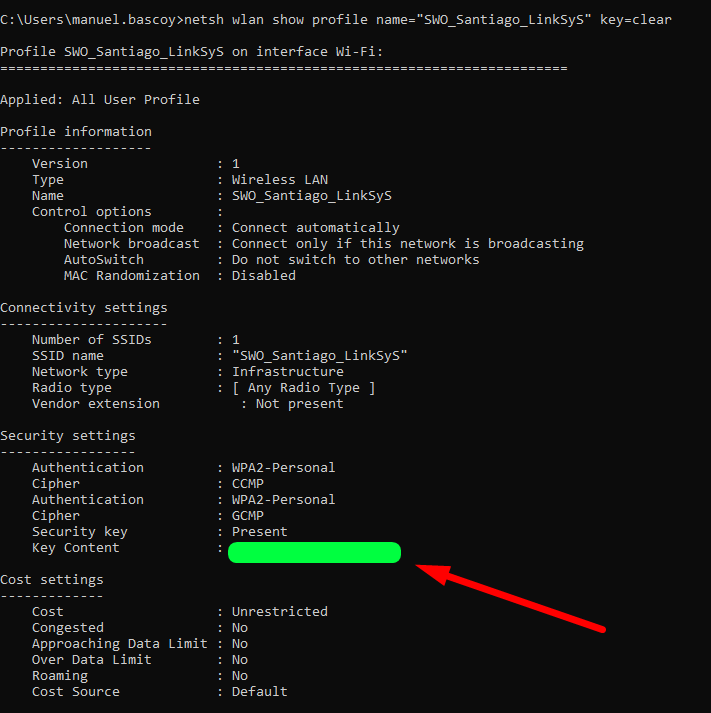 C:\Users\manuel.bascoy>netsh wlan show profile name="SWO_Santiago_LinkSyS" key=clear
Profile SWO_Santiago_LinkSyS on interface Wi-Fi:
=======================================================================
Applied: All User Profile
Profile information
-------------------
    Version                : 1
    Type                   : Wireless LAN
    Name                   : SWO_Santiago_LinkSyS
    Control options        :
        Connection mode    : Connect automatically
        Network broadcast  : Connect only if this network is broadcasting
        AutoSwitch         : Do not switch to other networks
        MAC Randomization  : Disabled
Connectivity settings
---------------------
    Number of SSIDs        : 1
    SSID name              : "SWO_Santiago_LinkSyS"
    Network type           : Infrastructure
    Radio type             : [ Any Radio Type ]
    Vendor extension          : Not present
Security settings
-----------------
    Authentication         : WPA2-Personal
    Cipher                 : CCMP
    Authentication         : WPA2-Personal
    Cipher                 : GCMP
    Security key           : Present
    Key Content            :
Cost settings
-------------
    Cost                   : Unrestricted
    Congested              : No
    Approaching Data Limit : No
    Over Data Limit        : No
    Roaming                : No
    Cost Source            : Default